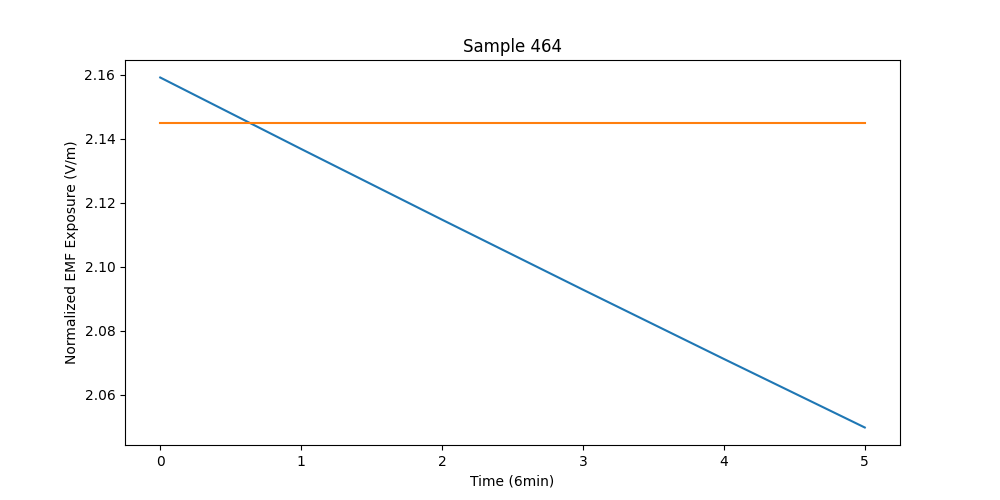 Sample 464
Normalized EMF Exposure (V/m)
2.16
2.14
2.12
2.10
2.08
2.06
0 1 2 3 4 5
Time (6min)